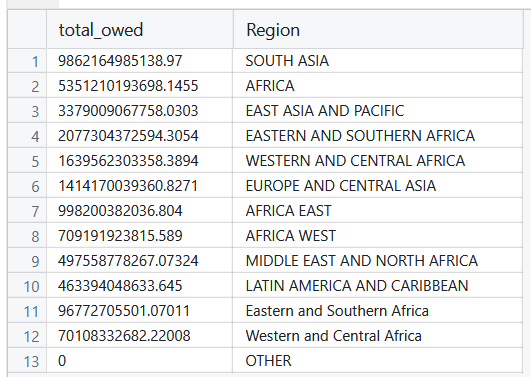 total_owed Region
1 9862164985138.97 SOUTH ASIA
2 5351210193698.1455 AFRICA
3 3379009067758.0303 EAST ASIA AND PACIFIC
4 2077304372594.3054 EASTERN AND SOUTHERN AFRICA
5 1639562303358.3894 WESTERN AND CENTRAL AFRICA
6 1414170039360.8271 EUROPE AND CENTRAL ASIA
7 998200382036.804 AFRICA EAST
8 709191923815.589 AFRICA WEST
9 497558778267.07324 MIDDLE EAST AND NORTH AFRICA
10 463394048633.645 LATIN AMERICA AND CARIBBEAN
11 96772705501.07011 Eastern and Southern Africa
12 70108332682.22008 Western and Central Africa
13 0 OTHER